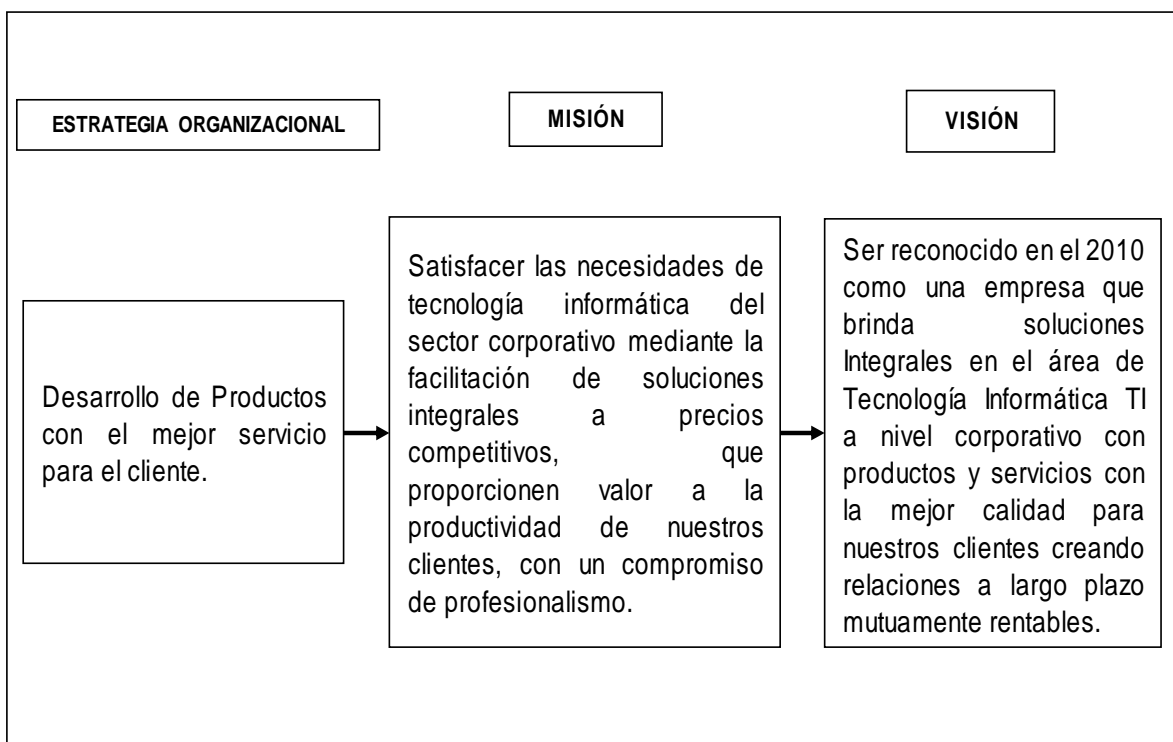 ESTRATEGIA ORGANIZACIONAL
MISIÓN
VISIÓN
Desarrollo de Productos
con el mejor servicio
para el cliente.
Satisfacer las necesidades de
tecnología informática del
sector corporativo mediante la
facilitación de soluciones
integrales a precios
competitivos, que
proporcionen valor a la
productividad de nuestros
clientes, con un compromiso
de profesionalismo.
Ser reconocido en el 2010
como una empresa que
brinda soluciones
Integrales en el área de
Tecnología Informática TI
a nivel corporativo con
productos y servicios con
la mejor calidad para
nuestros clientes creando
relaciones a largo plazo
mutuamente rentables.